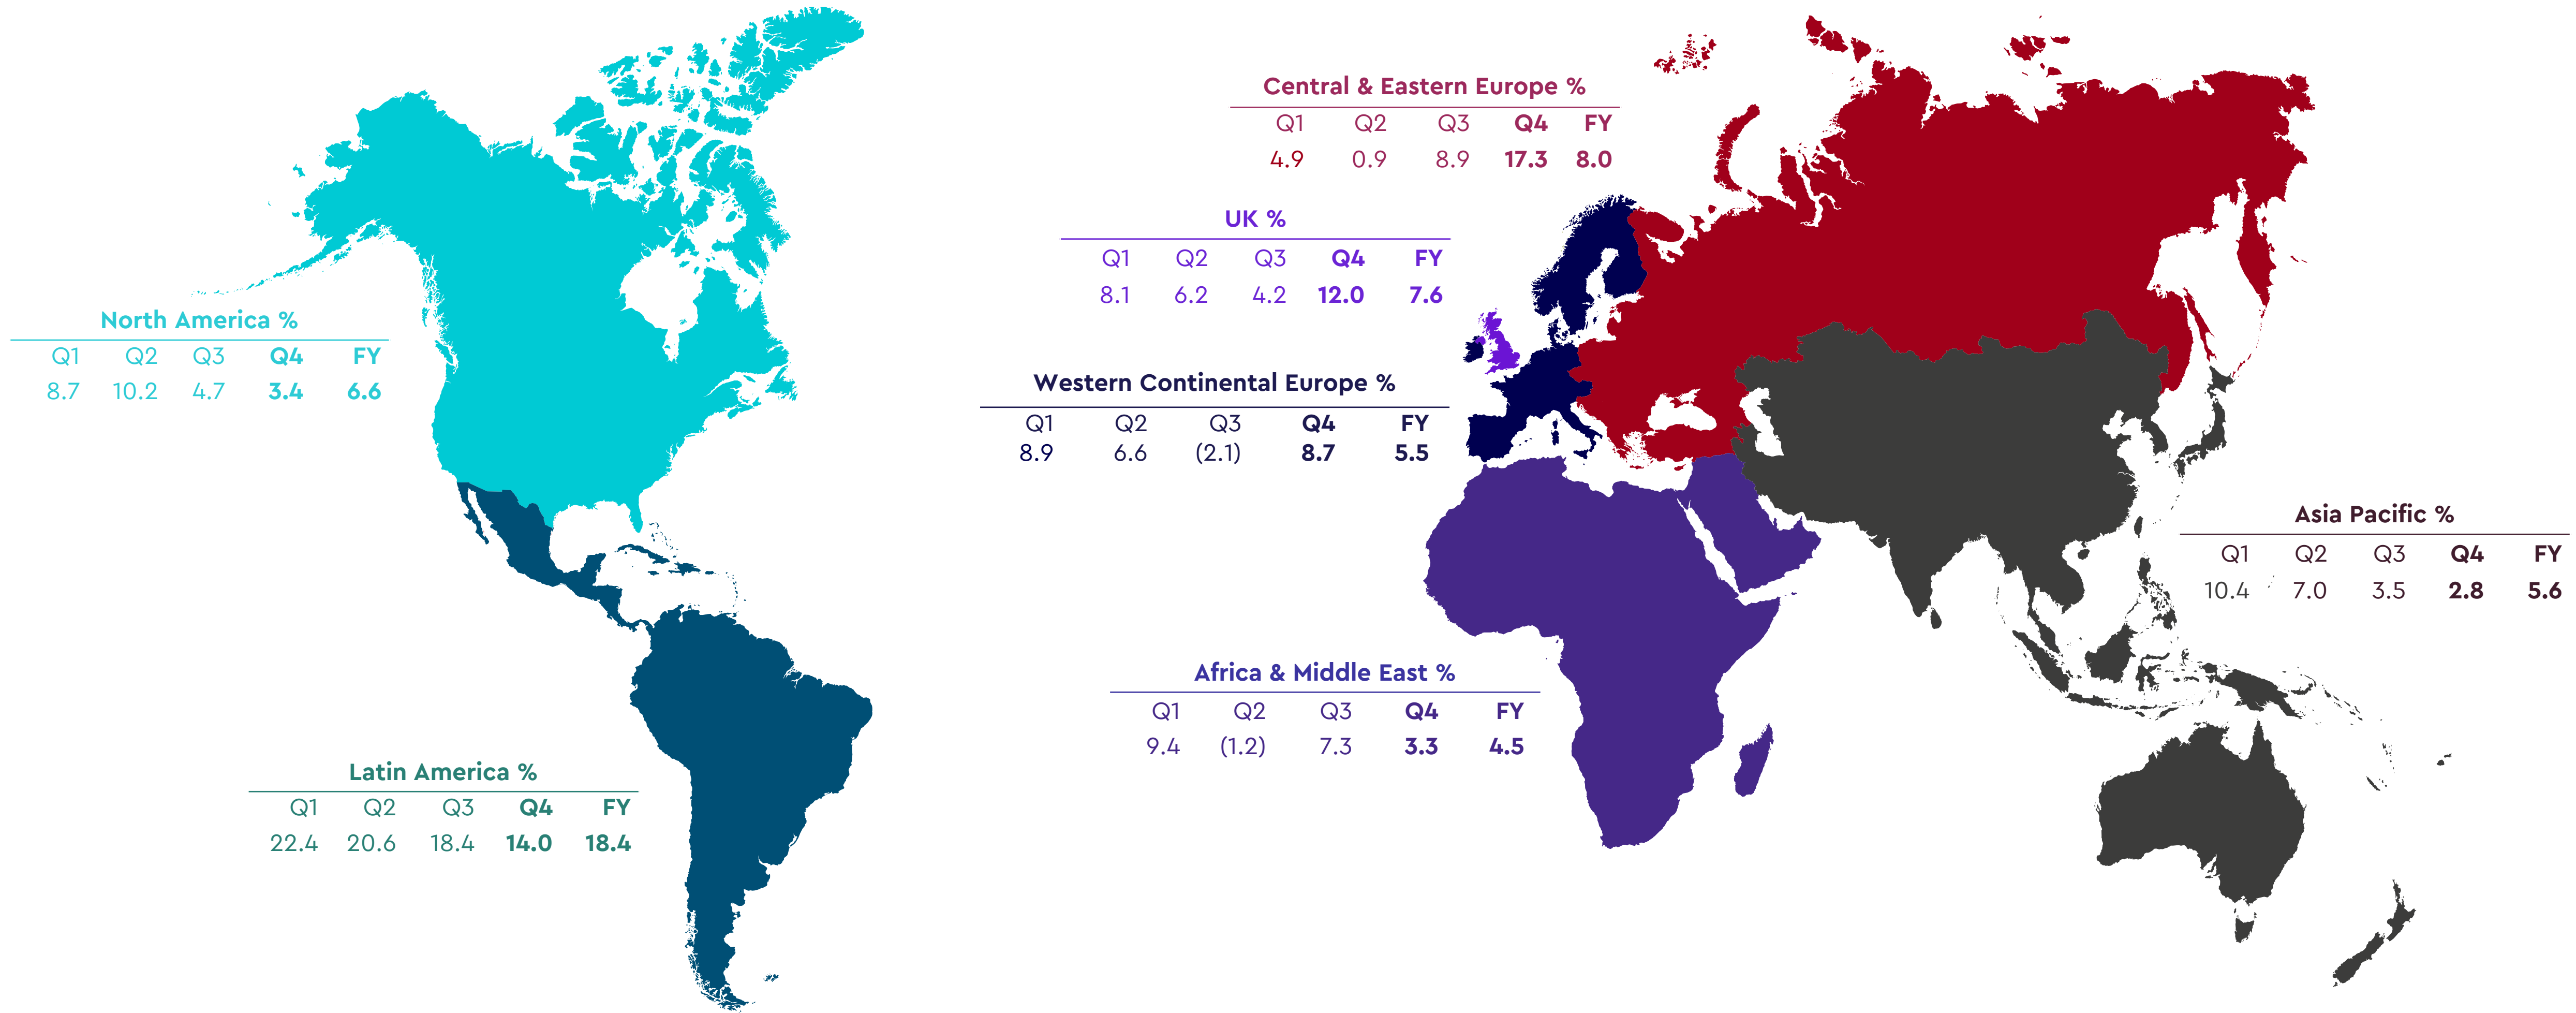 Central & Eastern Europe %
Q1 Q2 Q3 Q4 FY
4.9 0.9 8.9 17.3 8.0
UK %
Q1 Q2 Q3 Q4 FY
8.1 6.2 4.2 12.0 7.6
North America %
Q1 Q2 Q3 Q4 FY
8.7 10.2 4.7 3.4 6.6
Western Continental Europe %
Q1 Q2 Q3 Q4 FY
8.9 6.6 (2.1) 8.7 5.5
Asia Pacific %
Q1 Q2 Q3 Q4 FY
10.4 7.0 3.5 2.8 5.6
Africa & Middle East %
Q1 Q2 Q3 Q4 FY
9.4 (1.2) 7.3 3.3 4.5
Latin America %
Q1 Q2 Q3 Q4 FY
22.4 20.6 18.4 14.0 18.4